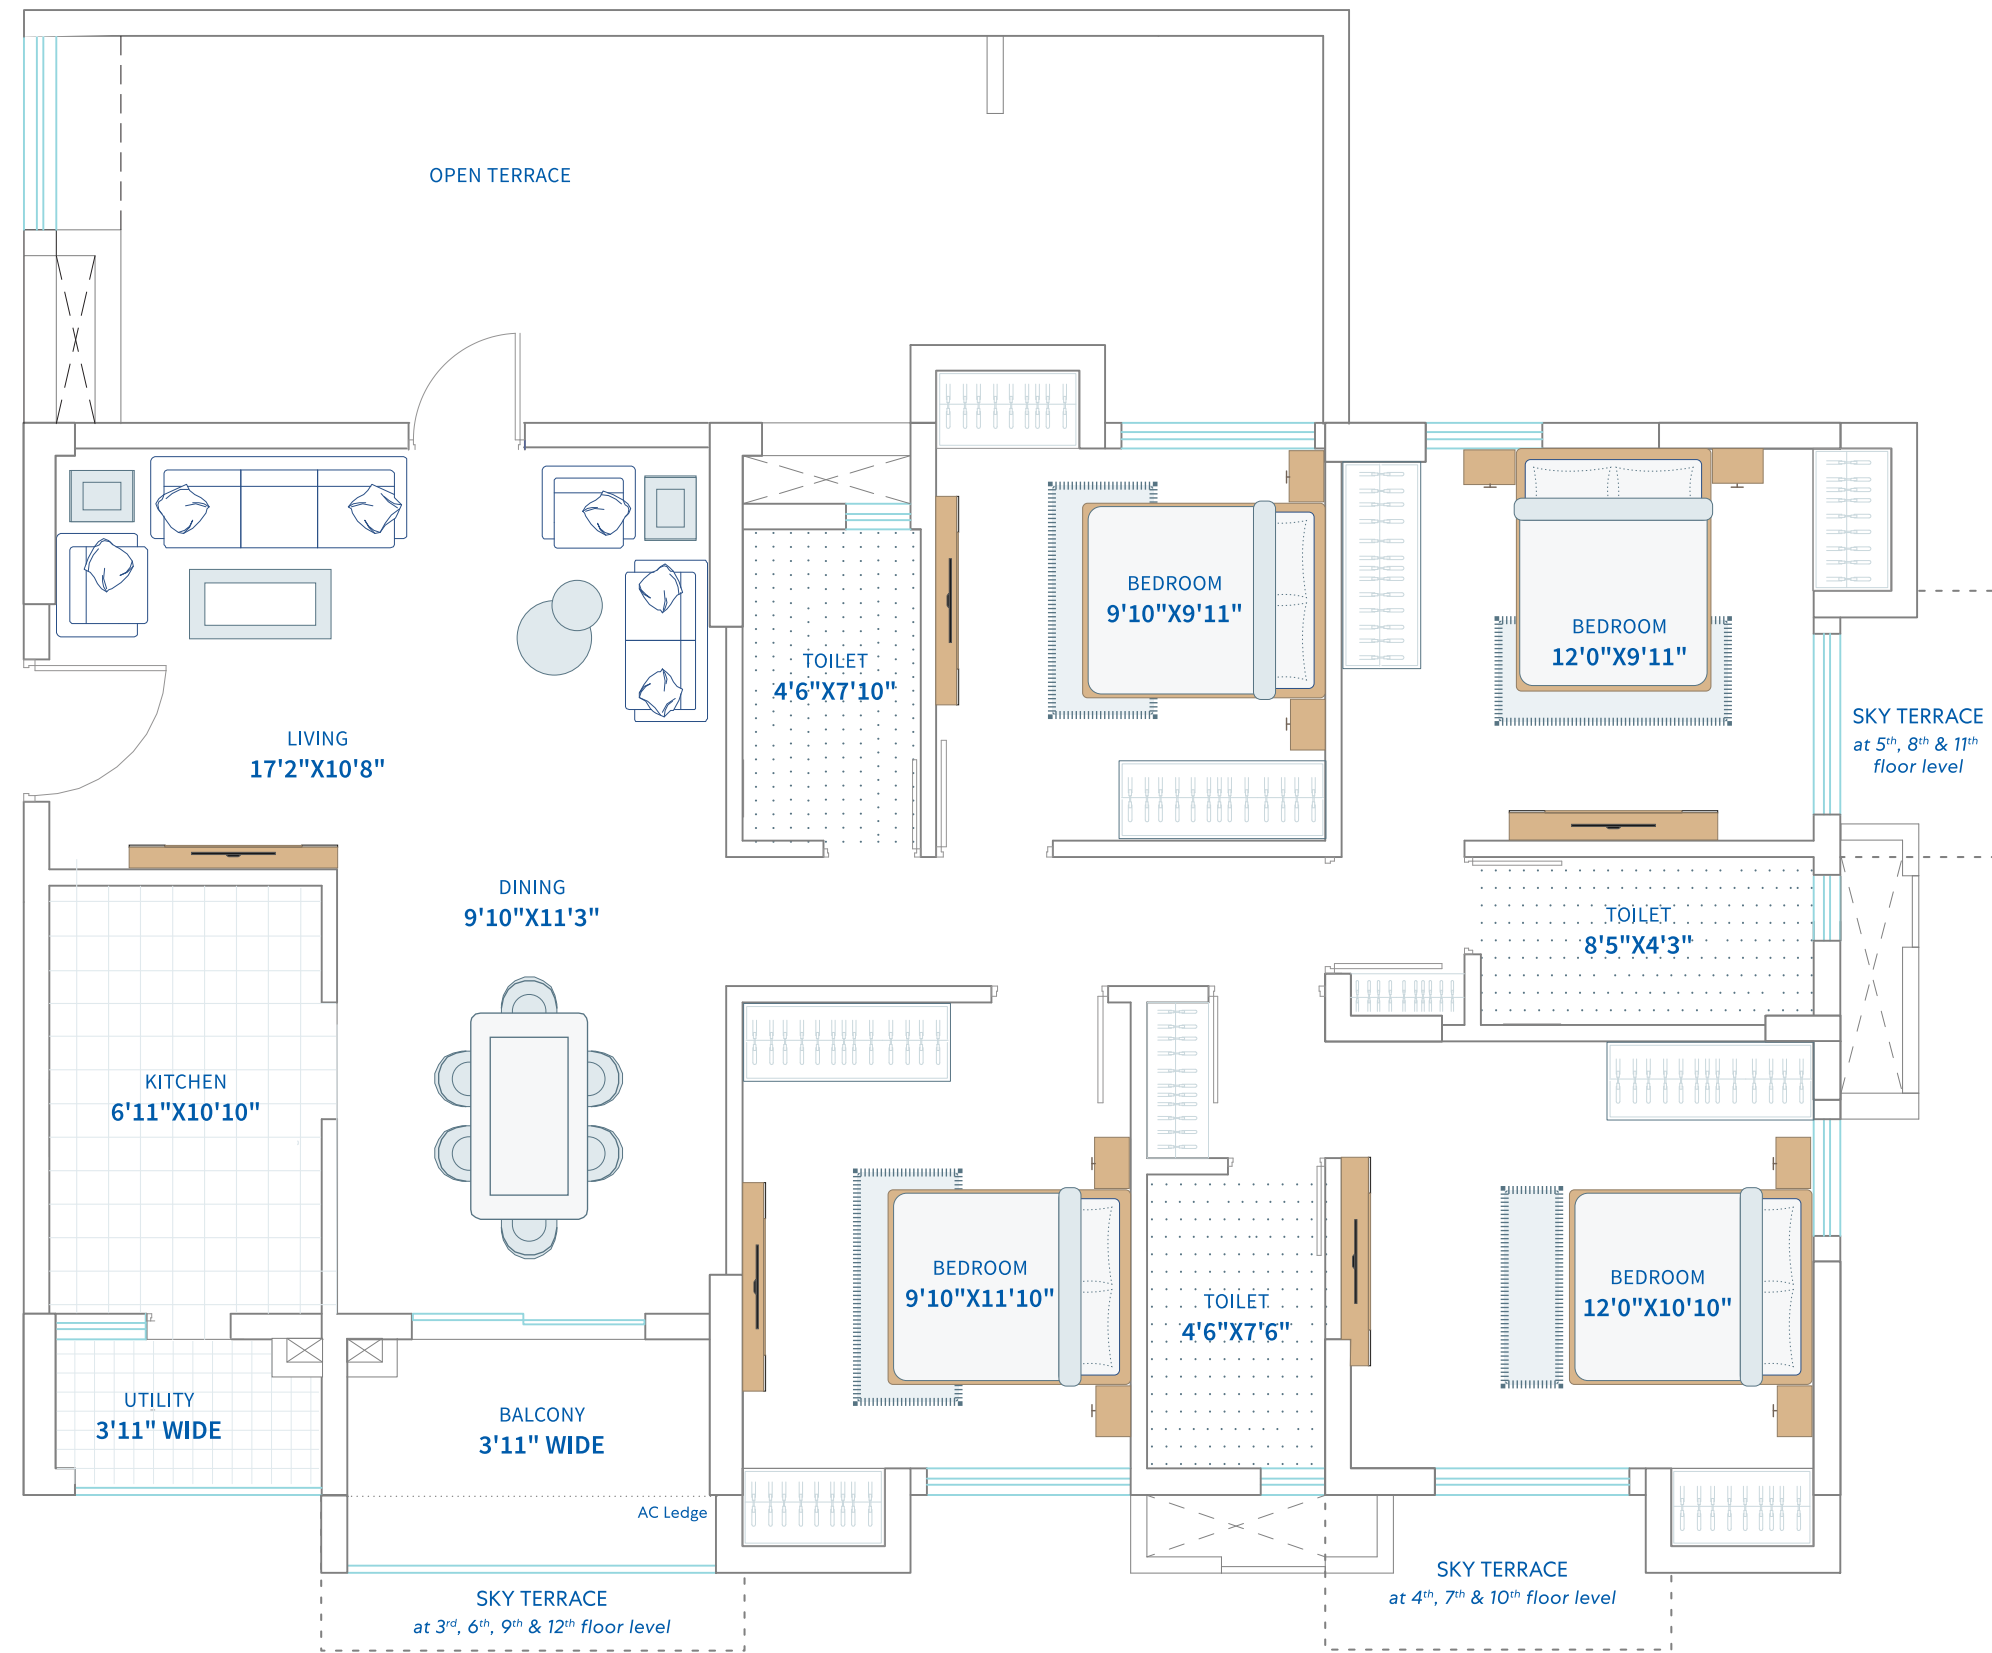 OPEN TERRACE
BEDROOM
9'10"X9'11"
BEDROOM
12'0"X9'11"
TOILET
4'6"X7'10"
SKY TERRACE
at 5th, 8th & 11th
floor level
LIVING
17'2"X10'8"
DINING
9'10"X11'3"
TOILET
8'5"X4'3"
KITCHEN
6'11"X10'10"
BEDROOM
9'10"X11'10"
TOILET
4'6"X7'6"
BEDROOM
12'0"X10'10"
UTILITY
3'11" WIDE
BALCONY
3'11" WIDE
AC Ledge
SKY TERRACE
at 3rd, 6th, 9th & 12th floor level
SKY TERRACE
at 4th, 7th & 10th floor level